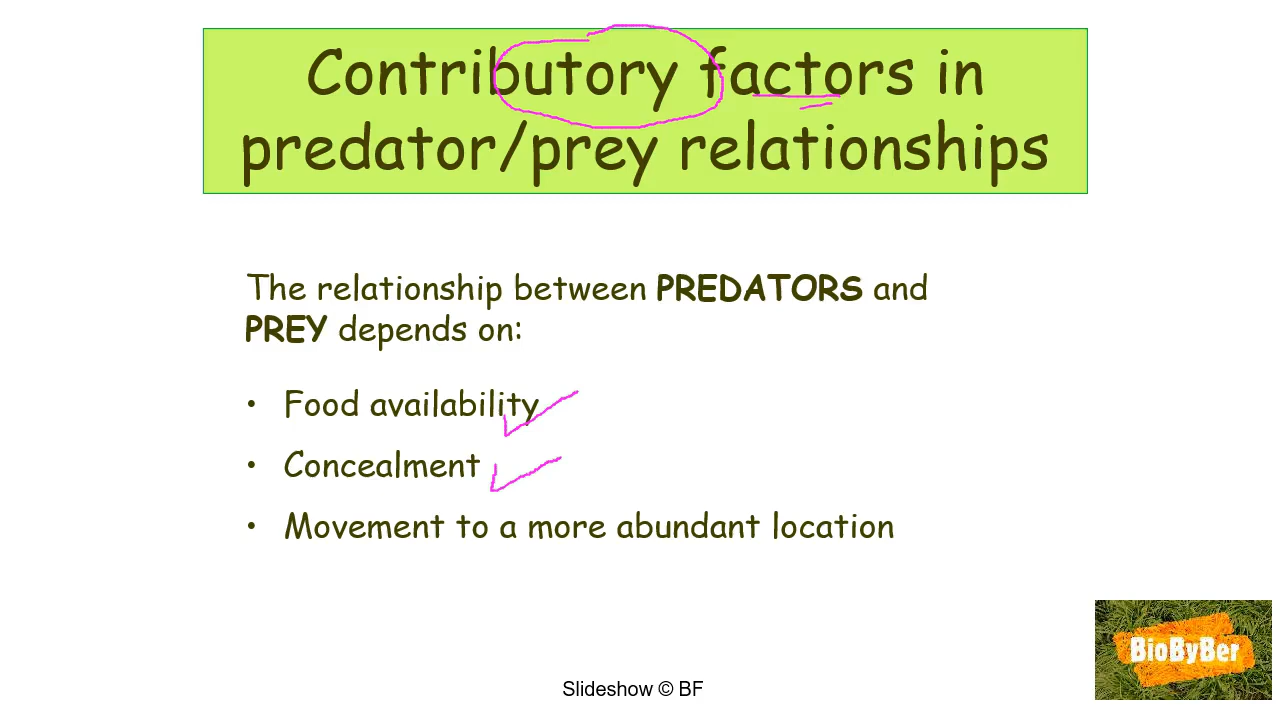 Contributory factors in
predator/prey relationships
The relationship between PREDATORS and
PREY depends on:
• Food availability
• Concealment
• Movement to a more abundant location
BioByBer
Slideshow © BF